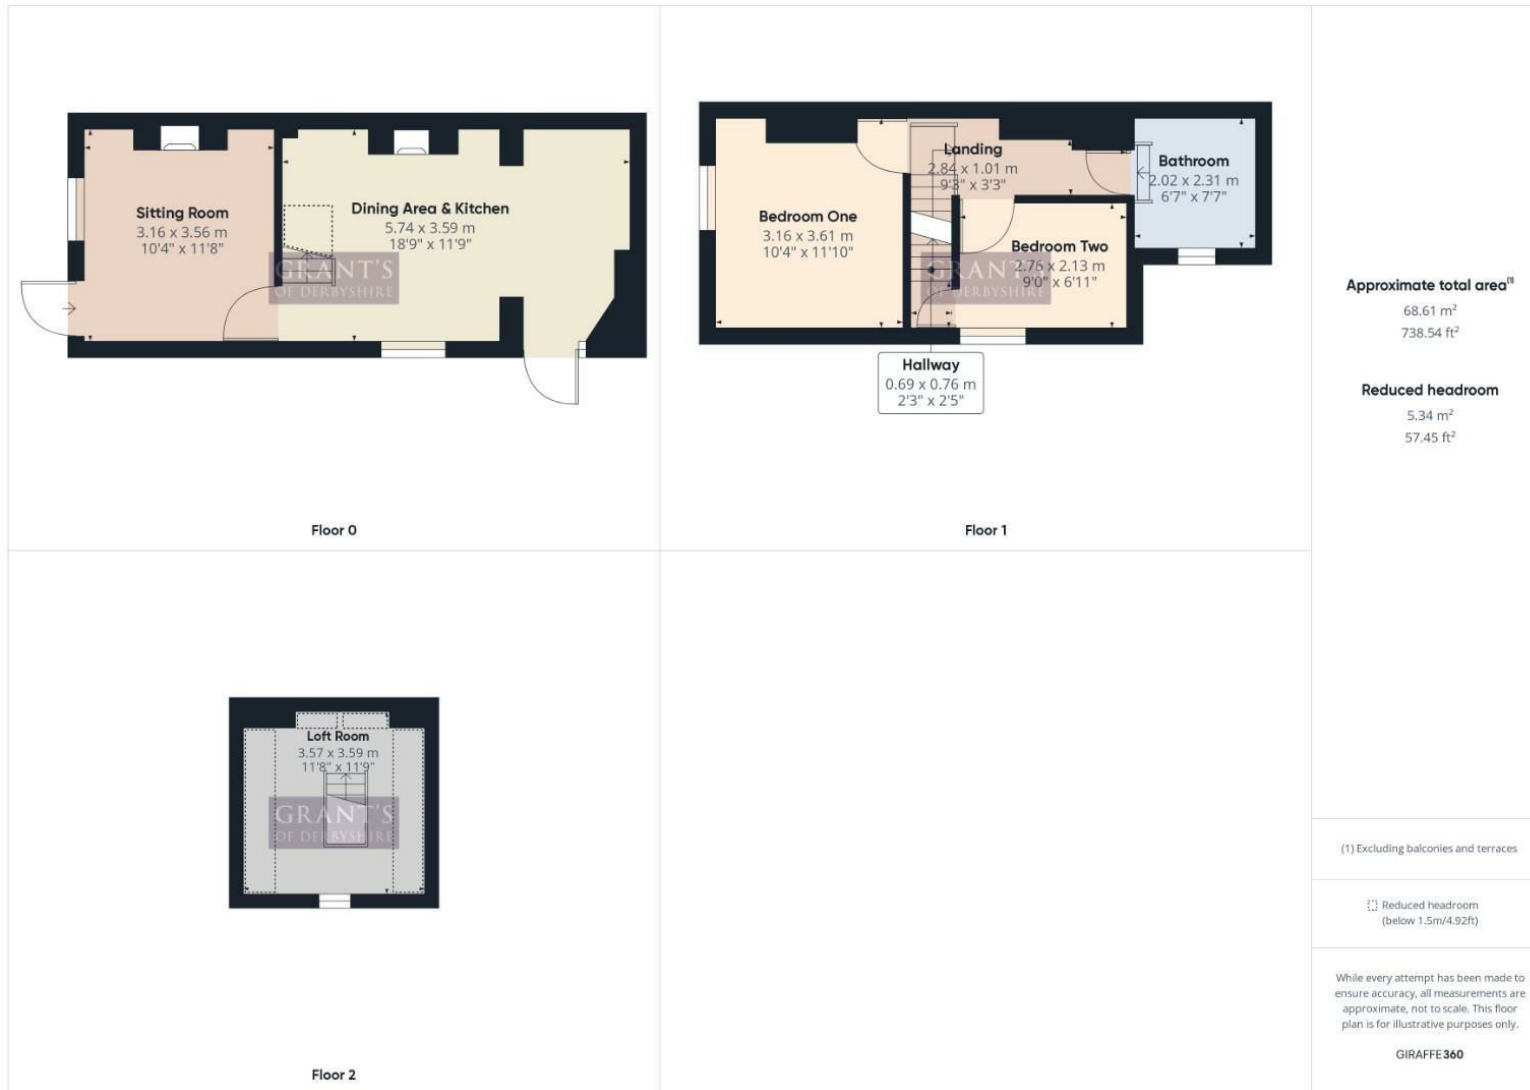 Sitting Room
3.16 x 3.56 m
10'4" x 11'8"
Dining Area & Kitchen
5.74 x 3.59 m
18'9" x 11'9"
GRANT'S
OF DERBYSHIRE
Floor 0
Landing
2.84 x 1.01 m
9'3" x 3'3"
Bathroom
2.02 x 2.31 m
6'7" x 7'7"
Bedroom One
3.16 x 3.61 m
10'4" x 11'10"
Bedroom Two
2.76 x 2.13 m
9'0" x 6'11"
GRANT'S
OF DERBYSHIRE
Hallway
0.69 x 0.76 m
2'3" x 2'5"
Floor 1
Loft Room
3.57 x 3.59 m
11'8" x 11'9"
GRANT'S
OF DERBYSHIRE
Floor 2
Approximate total area(1)
68.61 m²
738.54 ft²
Reduced headroom
5.34 m²
57.45 ft²
(1) Excluding balconies and terraces
Reduced headroom
(below 1.5m/4.92ft)
While every attempt has been made to
ensure accuracy, all measurements are
approximate, not to scale. This floor
plan is for illustrative purposes only.
GIRAFFE360